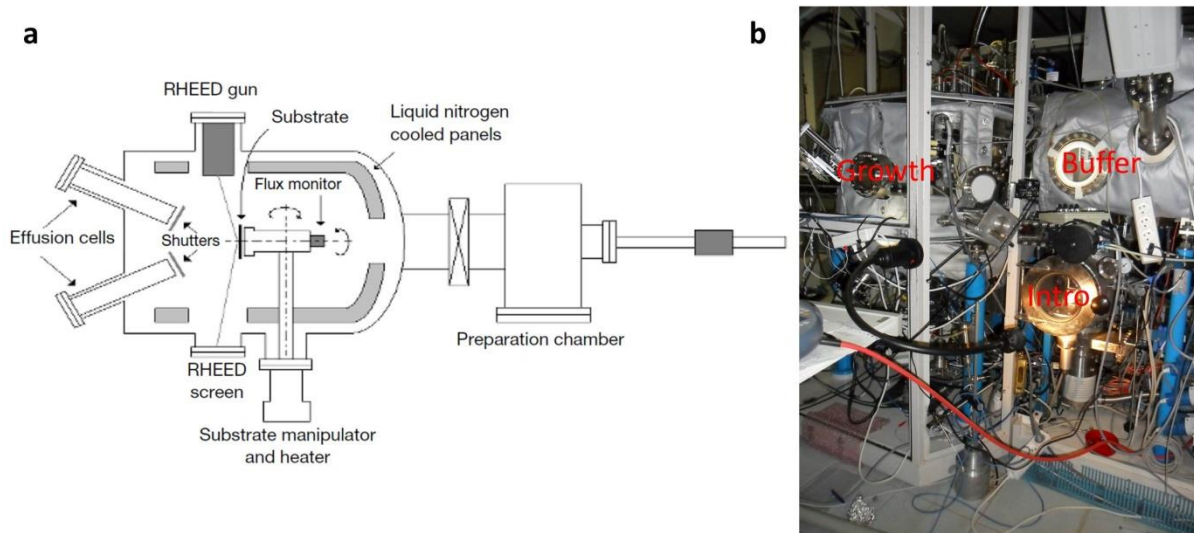 a
RHEED gun
Substrate
Liquid nitrogen
cooled panels
Flux monitor
Effusion cells
Shutters
Preparation chamber
RHEED
screen
Substrate manipulator
and heater
b
Growth
Buffer
Intro